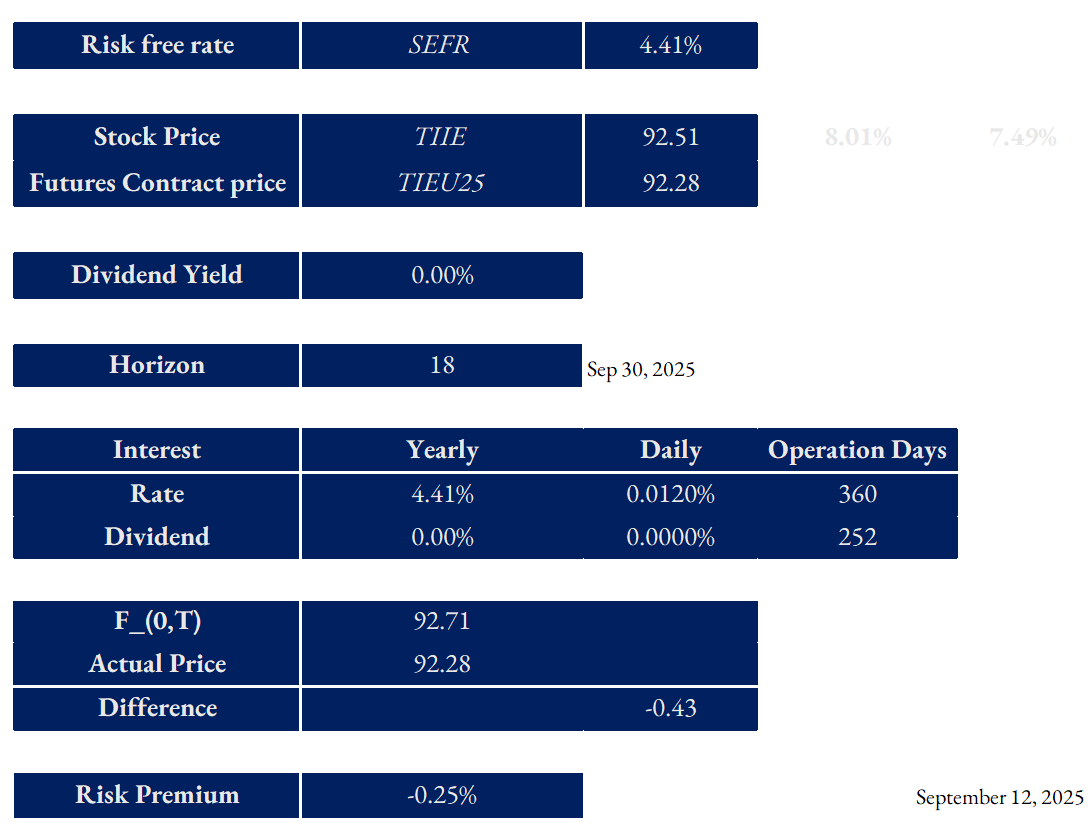 Risk free rate SEFR 4.41%
Stock Price TIIE 92.51 8.01% 7.49%
Futures Contract price TIEU25 92.28
Dividend Yield 0.00%
Horizon 18 Sep 30, 2025
Interest Yearly Daily Operation Days
Rate 4.41% 0.0120% 360
Dividend 0.00% 0.0000% 252
F_(0,T) 92.71
Actual Price 92.28
Difference -0.43
Risk Premium -0.25% September 12, 2025